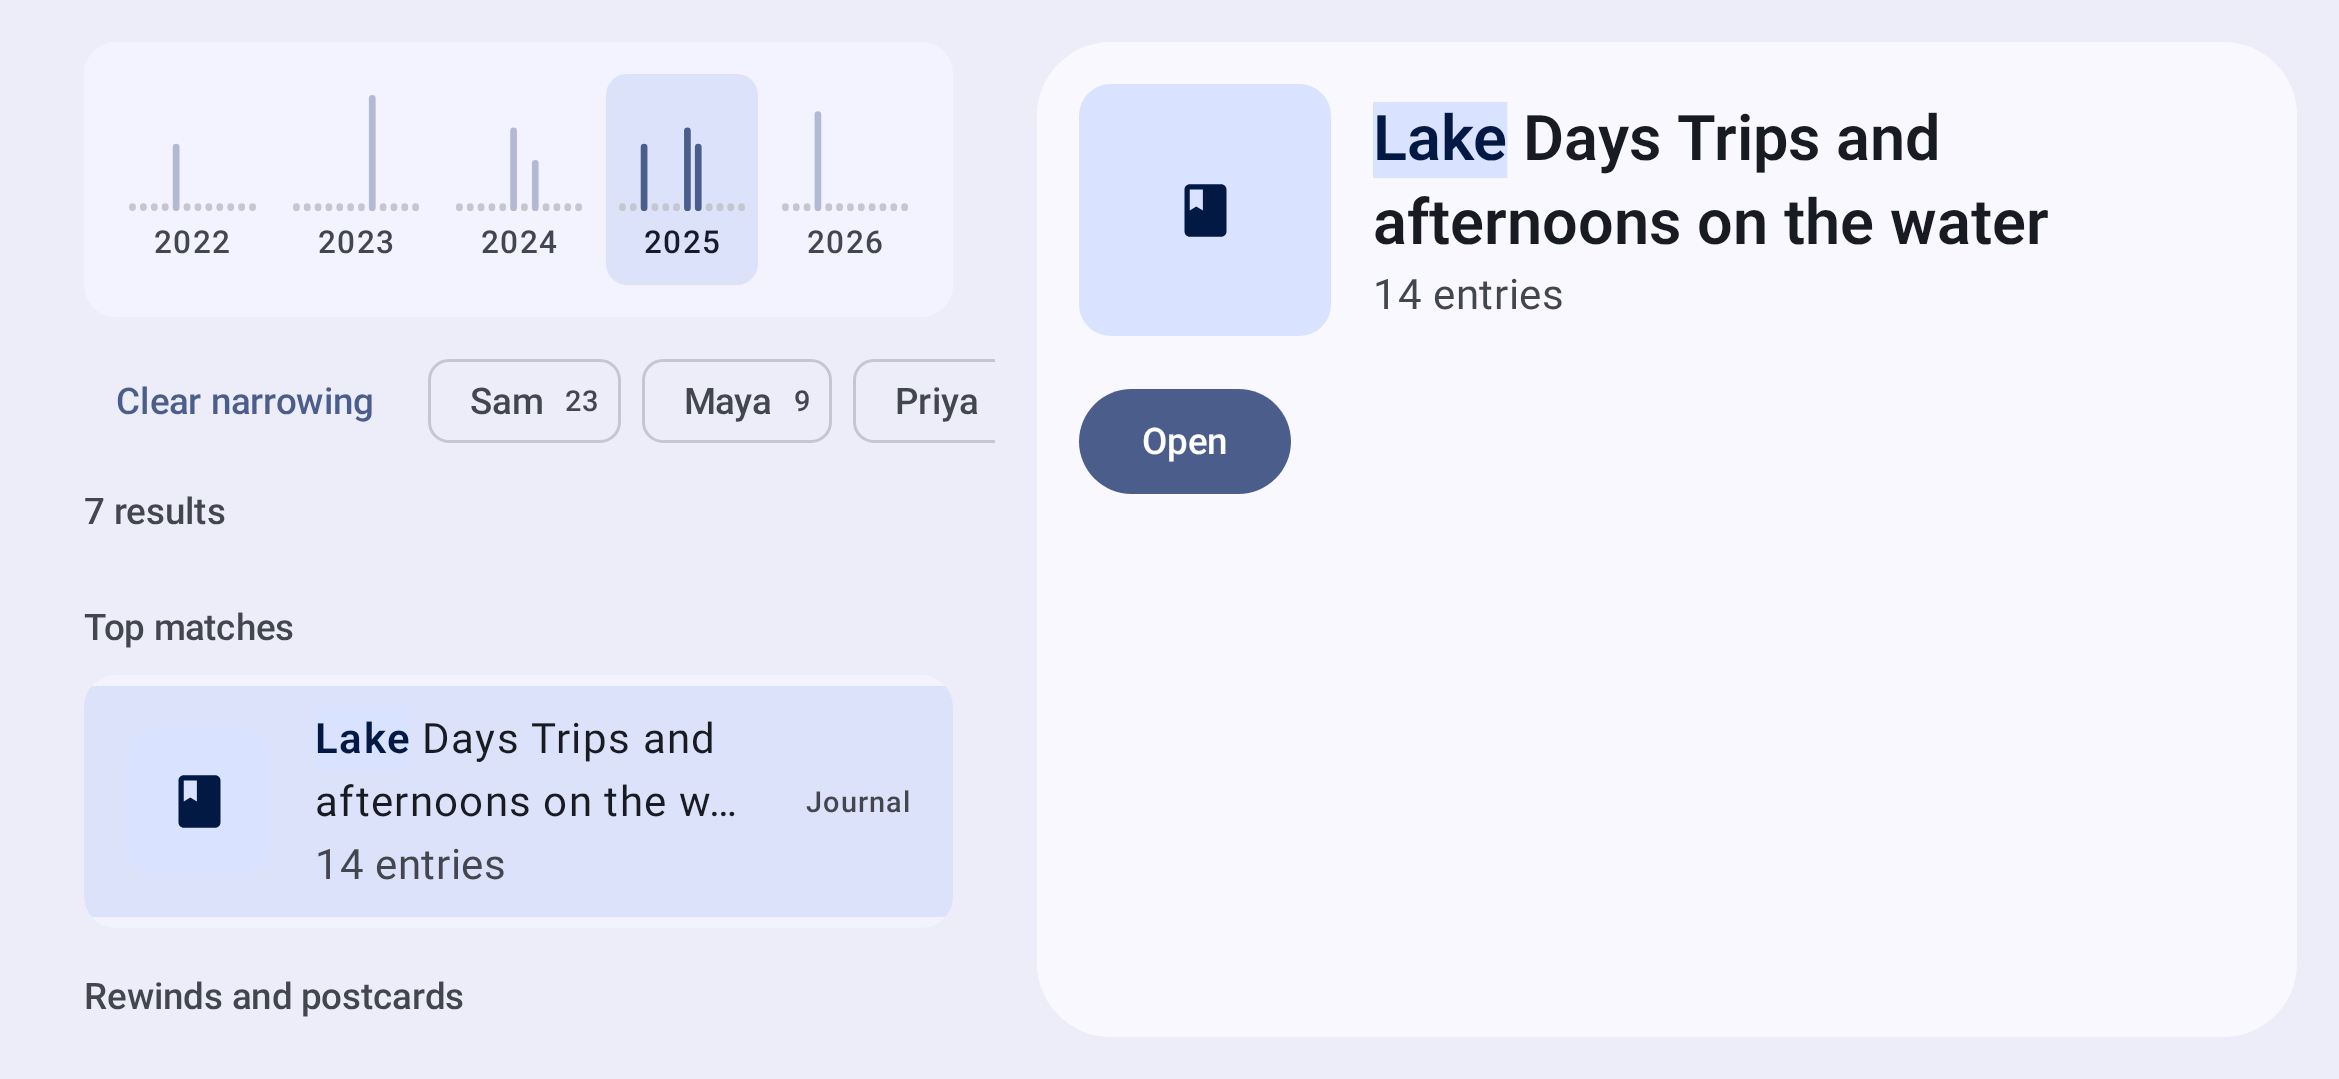 2022 2023 2024 2025 2026
Clear narrowing Sam 23 Maya 9 Priya
7 results
Top matches
Lake Days Trips and
afternoons on the w…
14 entries
Journal
Rewinds and postcards
Lake Days Trips and
afternoons on the water
14 entries
Open